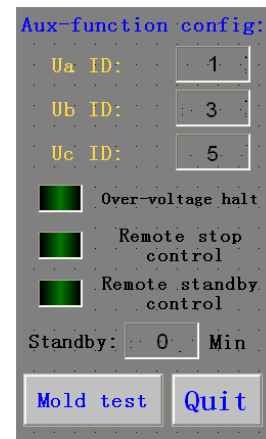 Aux-function config:
Ua ID: 1
Ub ID: 3
Uc ID: 5
Over-voltage halt
Remote stop
control
Remote standby
control
Standby: 0 Min
Mold test Quit